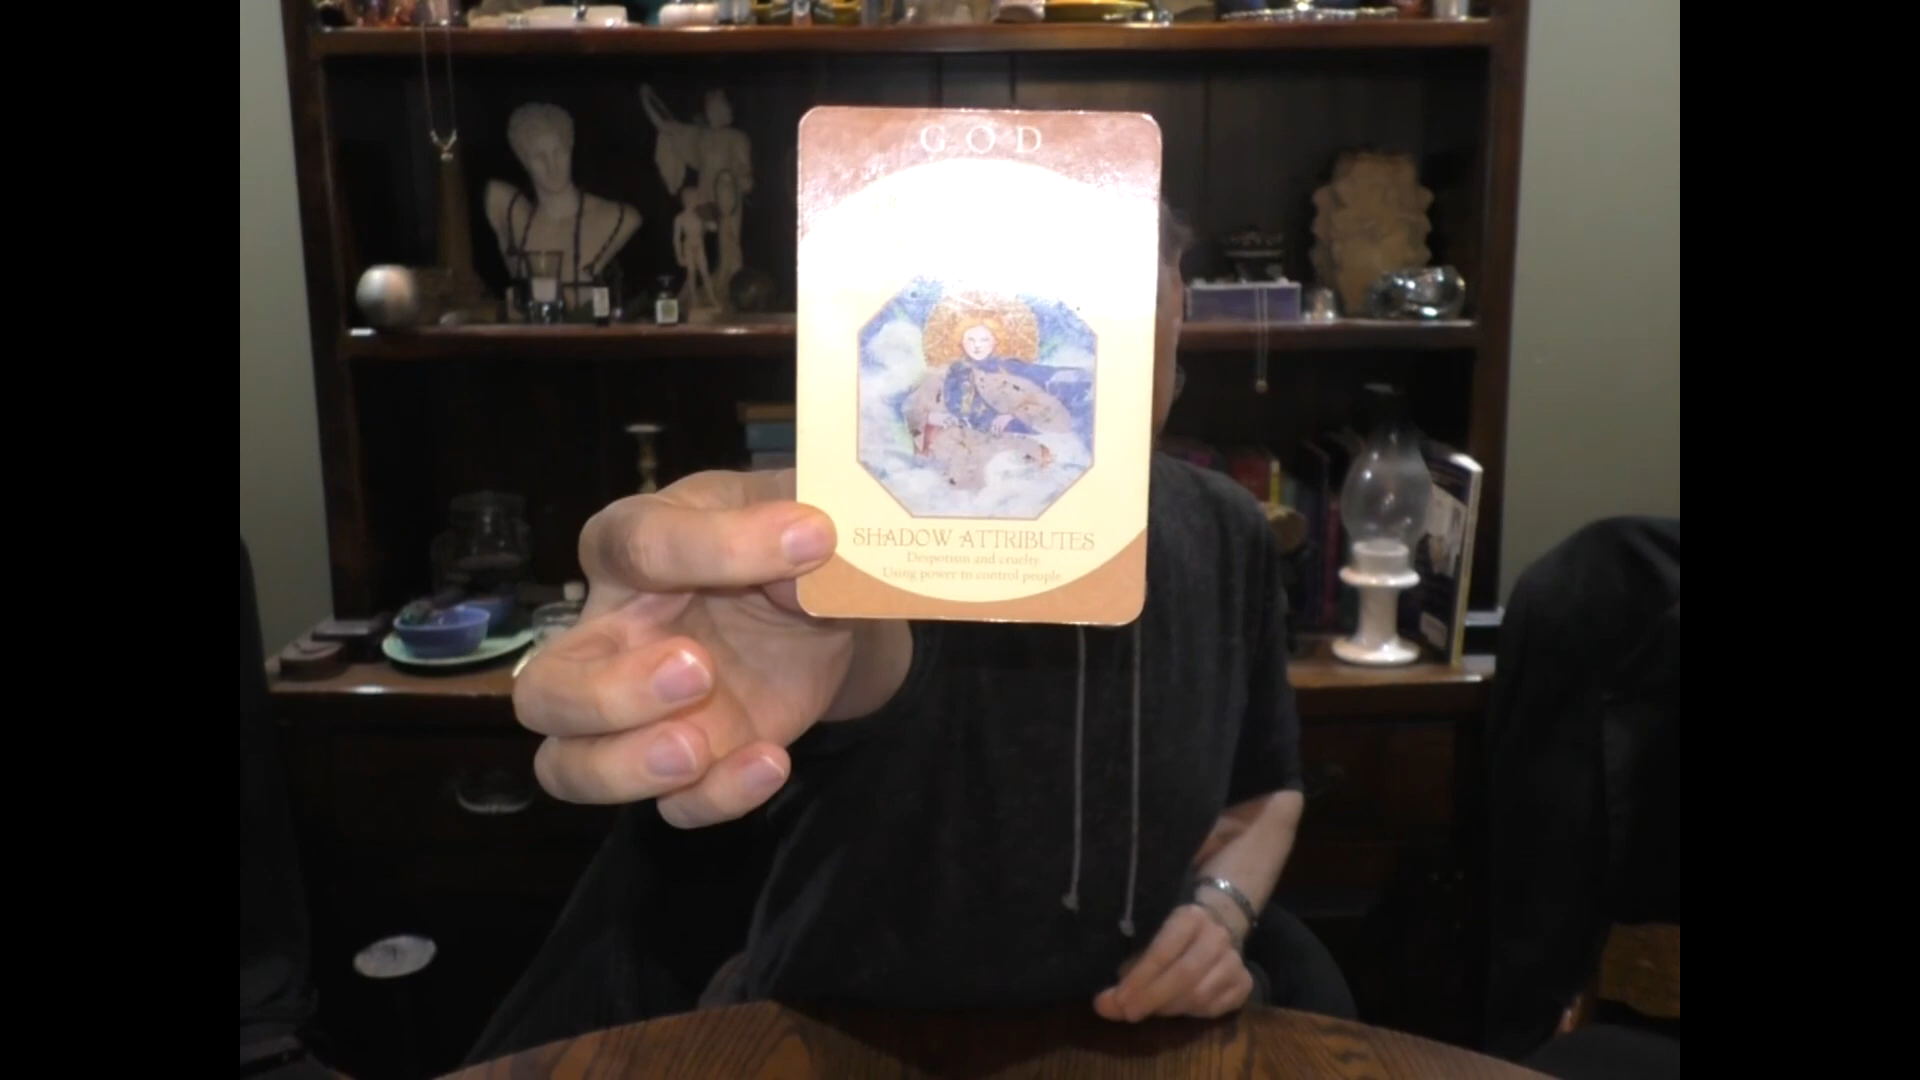 GOD
SHADOW ATTRIBUTES
Despotism and cruelty
Using power to control people